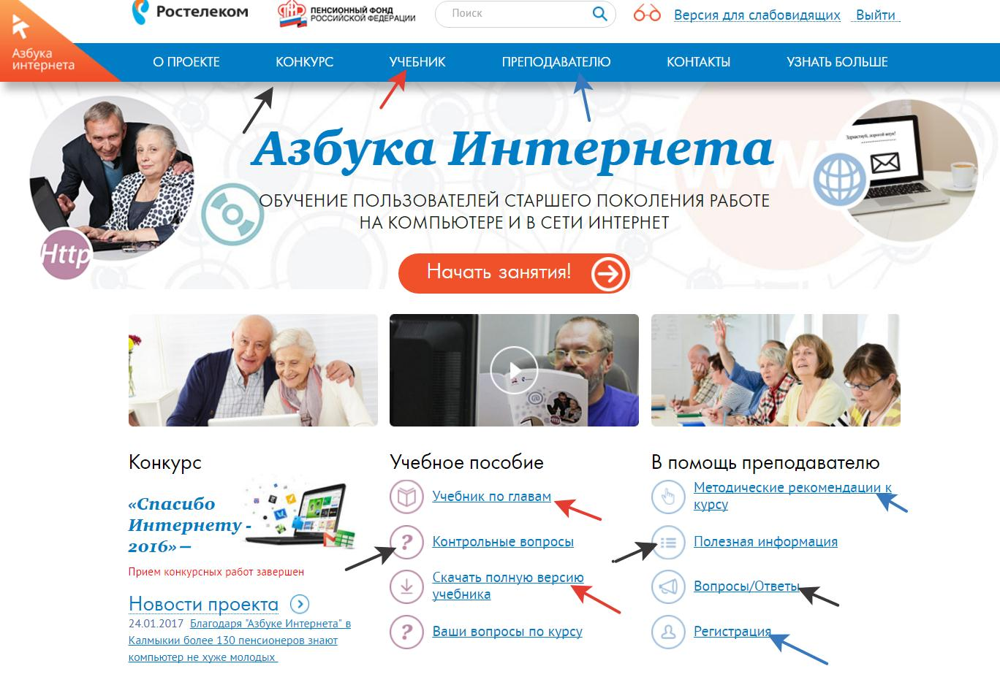 Ростелеком
ПЕНСИОННЫЙ ФОНД
РОССИЙСКОЙ ФЕДЕРАЦИИ
Поиск
Версия для слабовидящих
Выйти
Азбука
интернета
О ПРОЕКТЕ
КОНКУРС
УЧЕБНИК
ПРЕПОДАВАТЕЛЮ
КОНТАКТЫ
УЗНАТЬ БОЛЬШЕ
Азбука Интернета
ОБУЧЕНИЕ ПОЛЬЗОВАТЕЛЕЙ СТАРШЕГО ПОКОЛЕНИЯ РАБОТЕ
НА КОМПЬЮТЕРЕ И В СЕТИ ИНТЕРНЕТ
Http
Здравствуй, дорогой внук!
Начать занятия!
Конкурс
«Спасибо
Интернету -
2016» –
Прием конкурсных работ завершен
Новости проекта
24.01.2017 Благодаря "Азбуке Интернета" в
Калмыкии более 130 пенсионеров знают
компьютер не хуже молодых
Учебное пособие
Учебник по главам
Контрольные вопросы
Скачать полную версию
учебника
Ваши вопросы по курсу
В помощь преподавателю
Методические рекомендации к
курсу
Полезная информация
Вопросы/Ответы
Регистрация